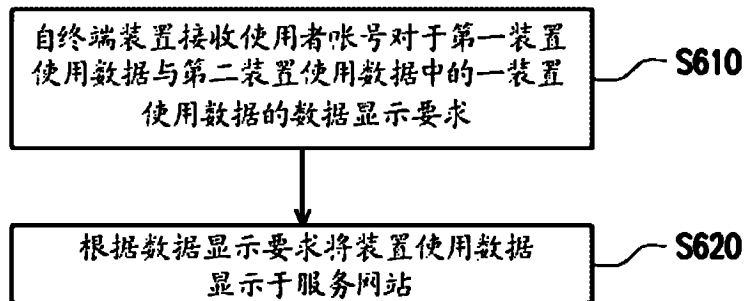 自终端装置接收使用者帐号对于第一装置
使用数据与第二装置使用数据中的一装置
使用数据的数据显示要求
S610
根据数据显示要求将装置使用数据
显示于服务网站
S620